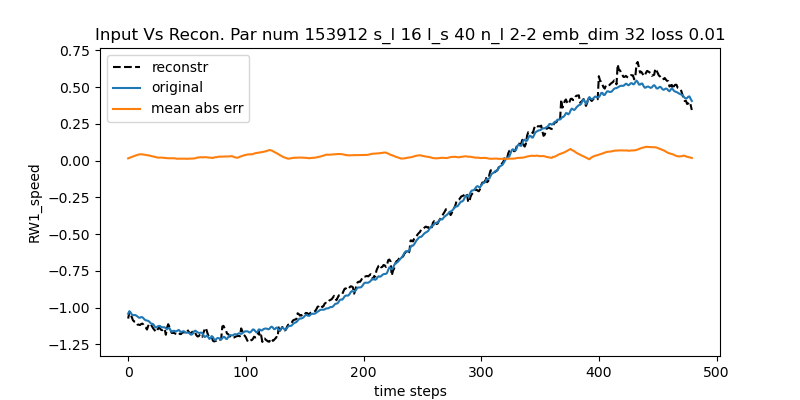 Input Vs Recon. Par num 153912 s_l 16 l_s 40 n_l 2-2 emb_dim 32 loss 0.01
reconstr
original
mean abs err
0.75
0.50
0.25
0.00
−0.25
−0.50
−0.75
−1.00
−1.25
RW1_speed
0 100 200 300 400 500
time steps